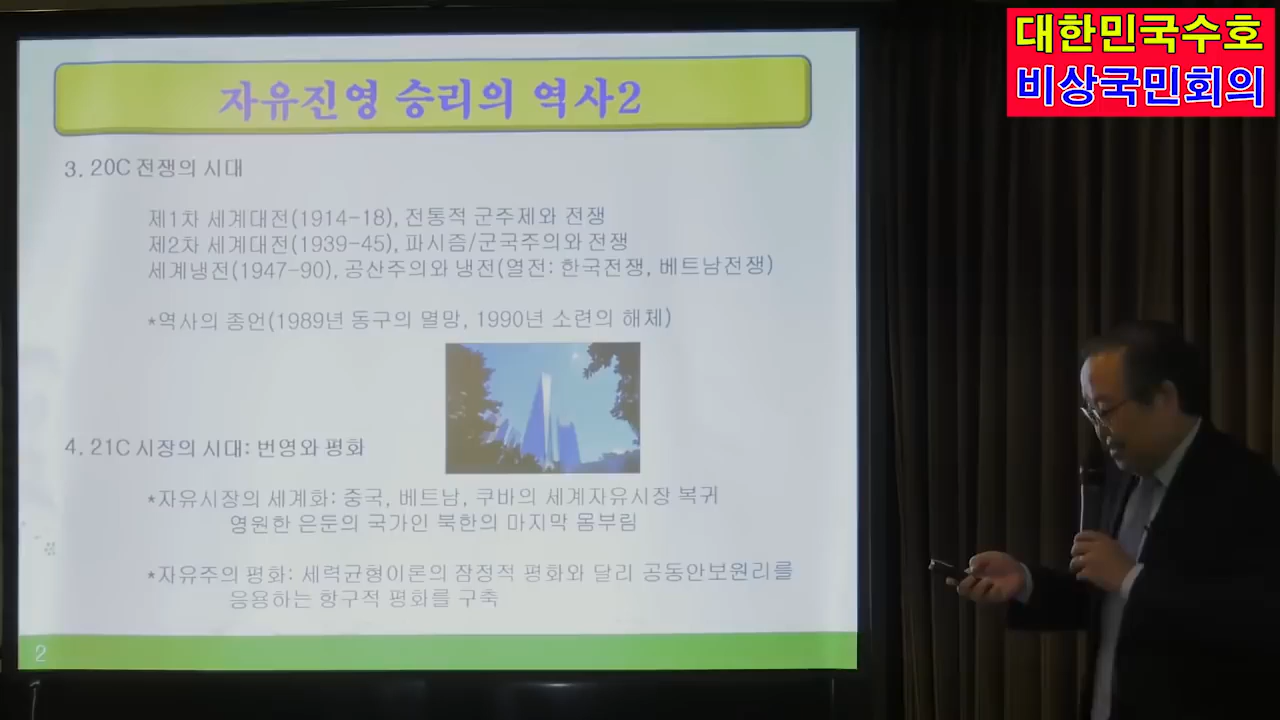 대한민국수호
비상국민회의
자유진영 승리의 역사2
3. 20C 전쟁의 시대
제1차 세계대전(1914-18), 전통적 군주제와 전쟁
제2차 세계대전(1939-45), 파시즘/군국주의와 전쟁
세계냉전(1947-90), 공산주의와 냉전(열전: 한국전쟁, 베트남전쟁)
*역사의 종언(1989년 동구의 멸망, 1990년 소련의 해체)
4. 21C 시장의 시대: 번영와 평화
*자유시장의 세계화: 중국, 베트남, 쿠바의 세계자유시장 복귀
영원한 은둔의 국가인 북한의 마지막 몸부림
*자유주의 평화: 세력균형이론의 잠정적 평화와 달리 공동안보원리를
응용하는 항구적 평화를 구축
2